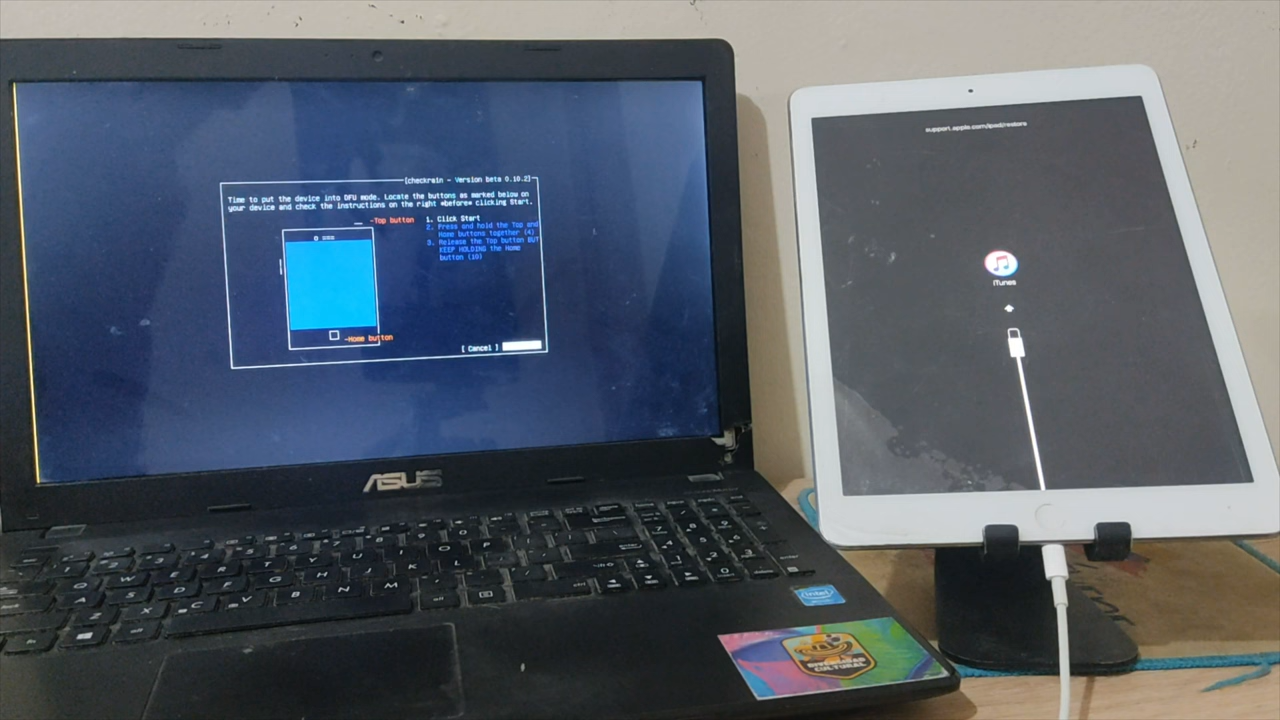 [checkra1n - Version beta 0.10.2]
Time to put the device into DFU mode. Locate the buttons as marked below on
your device and check the instructions on the right *before* clicking Start.
-Top button
1. Click Start
2. Press and hold the Top and
Home buttons together (4)
3. Release the Top button BUT
KEEP HOLDING the Home
button (10)
-Home button
[ Cancel ]
ASUS
intel
DIVERSIDAD
CULTURAL
support.apple.com/ipad/restore
iTunes